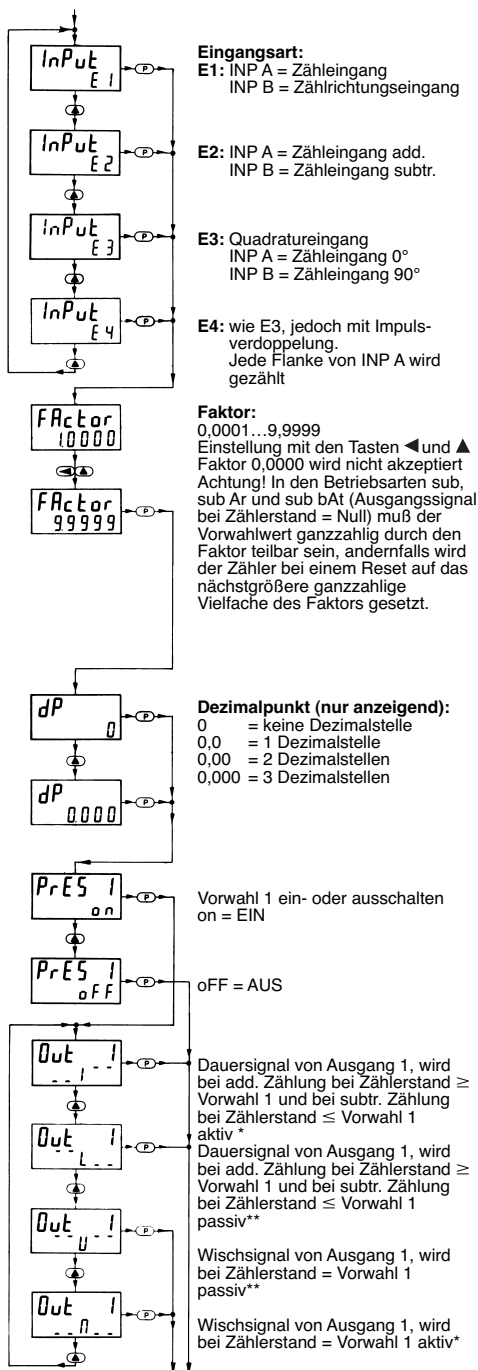 InPut
E 1
P
Eingangsart:
E1: INP A = Zähleingang
INP B = Zählrichtungseingang
InPut
E 2
P
E2: INP A = Zähleingang add.
INP B = Zähleingang subtr.
InPut
E 3
P
E3: Quadratureingang
INP A = Zähleingang 0°
INP B = Zähleingang 90°
InPut
E 4
P
E4: wie E3, jedoch mit Impuls-
verdoppelung.
Jede Flanke von INP A wird
gezählt
FActor
1.0000
FActor
9.9999
P
Faktor:
0,0001…9,9999
Einstellung mit den Tasten ◀ und ▲
Faktor 0,0000 wird nicht akzeptiert
Achtung! In den Betriebsarten sub,
sub Ar und sub bAt (Ausgangssignal
bei Zählerstand = Null) muß der
Vorwahlwert ganzzahlig durch den
Faktor teilbar sein, andernfalls wird
der Zähler bei einem Reset auf das
nächstgrößere ganzzahlige
Vielfache des Faktors gesetzt.
dP
0
P
dP
0.000
P
Dezimalpunkt (nur anzeigend):
0 = keine Dezimalstelle
0,0 = 1 Dezimalstelle
0,00 = 2 Dezimalstellen
0,000 = 3 Dezimalstellen
PrES 1
on
P
Vorwahl 1 ein- oder ausschalten
on = EIN
PrES 1
oFF
P
oFF = AUS
Out 1
P
Dauersignal von Ausgang 1, wird
bei add. Zählung bei Zählerstand ≥
Vorwahl 1 und bei subtr. Zählung
bei Zählerstand ≤ Vorwahl 1
aktiv *
Out 1
P
Dauersignal von Ausgang 1, wird
bei add. Zählung bei Zählerstand ≥
Vorwahl 1 und bei subtr. Zählung
bei Zählerstand ≤ Vorwahl 1
passiv**
Out 1
P
Wischsignal von Ausgang 1, wird
bei Zählerstand = Vorwahl 1
passiv**
Out 1
P
Wischsignal von Ausgang 1, wird
bei Zählerstand = Vorwahl 1 aktiv*